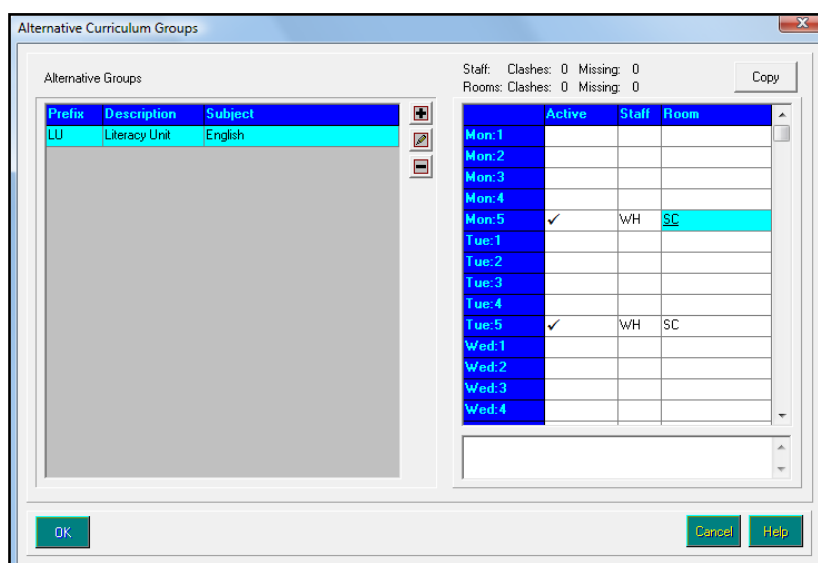 Alternative Curriculum Groups
Alternative Groups
Staff: Clashes: 0 Missing: 0
Rooms: Clashes: 0 Missing: 0
Copy
Prefix Description Subject
LU Literacy Unit English
Active Staff Room
Mon:1
Mon:2
Mon:3
Mon:4
Mon:5 ✓ WH SC
Tue:1
Tue:2
Tue:3
Tue:4
Tue:5 ✓ WH SC
Wed:1
Wed:2
Wed:3
Wed:4
OK
Cancel
Help